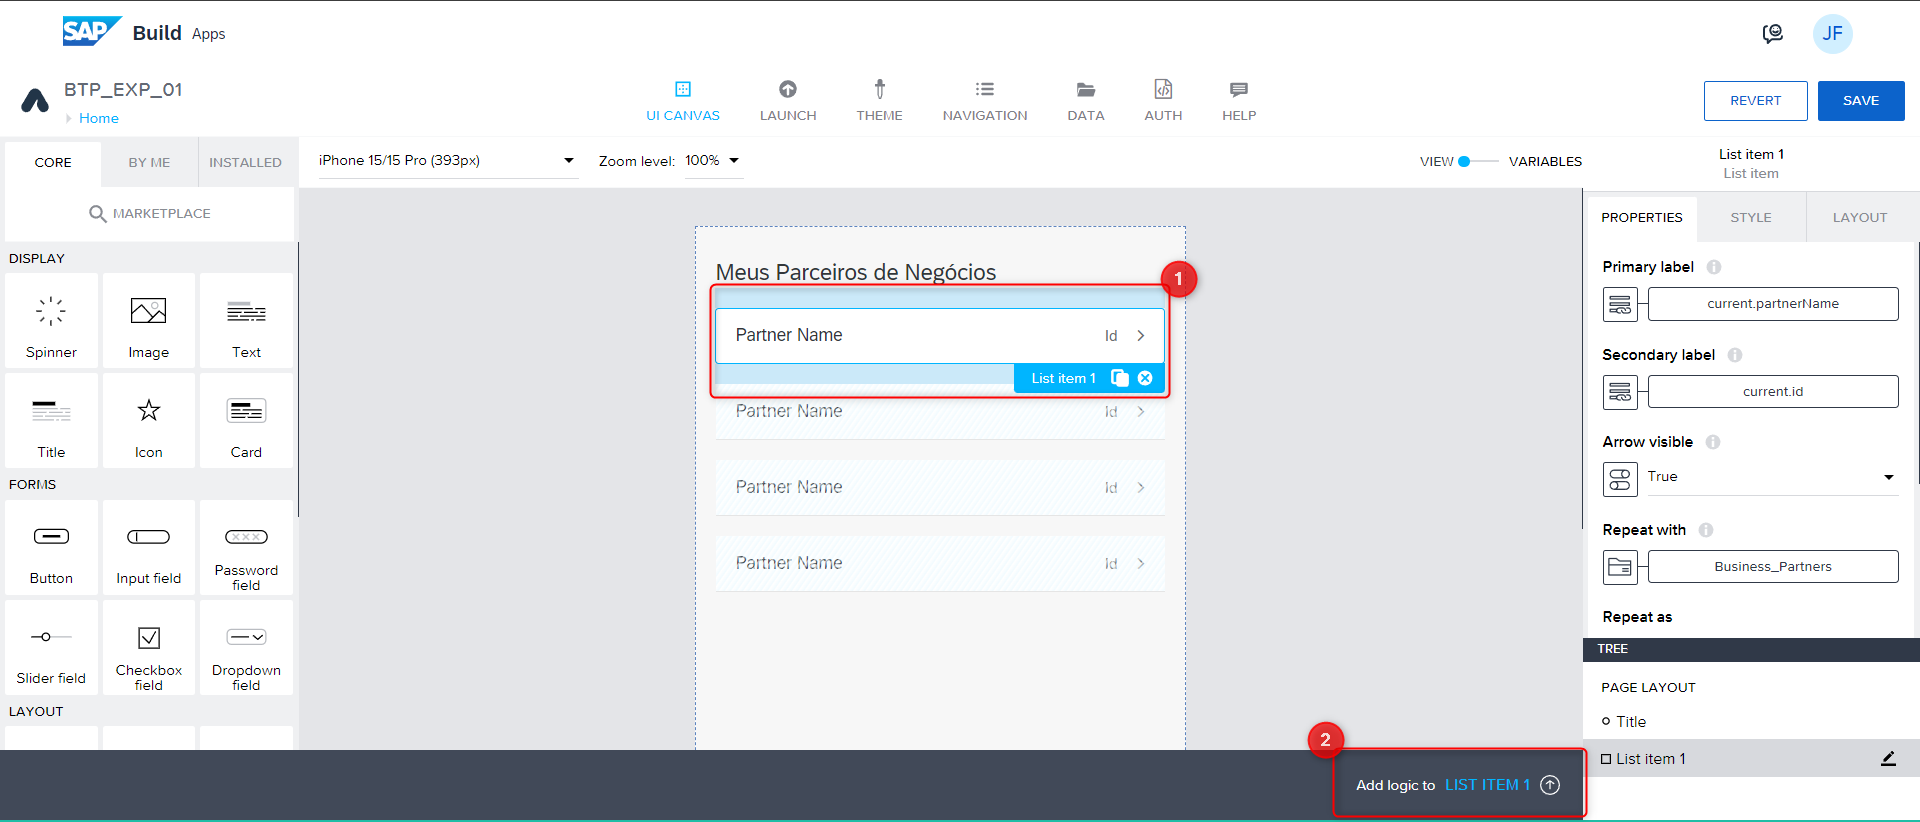 SAP Build Apps
JF
BTP_EXP_01
Home
UI CANVAS
LAUNCH
THEME
NAVIGATION
DATA
AUTH
HELP
REVERT
SAVE
CORE
BY ME
INSTALLED
MARKETPLACE
iPhone 15/15 Pro (393px)
Zoom level: 100%
VIEW
VARIABLES
List item 1
List item
DISPLAY
Spinner
Image
Text
Title
Icon
Card
FORMS
Button
Input field
Password
field
Slider field
Checkbox
field
Dropdown
field
LAYOUT
Meus Parceiros de Negócios
1
Partner Name Id
List item 1
Partner Name Id
Partner Name Id
Partner Name Id
2
Add logic to LIST ITEM 1
PROPERTIES
STYLE
LAYOUT
Primary label
current.partnerName
Secondary label
current.id
Arrow visible
True
Repeat with
Business_Partners
Repeat as
TREE
PAGE LAYOUT
Title
List item 1